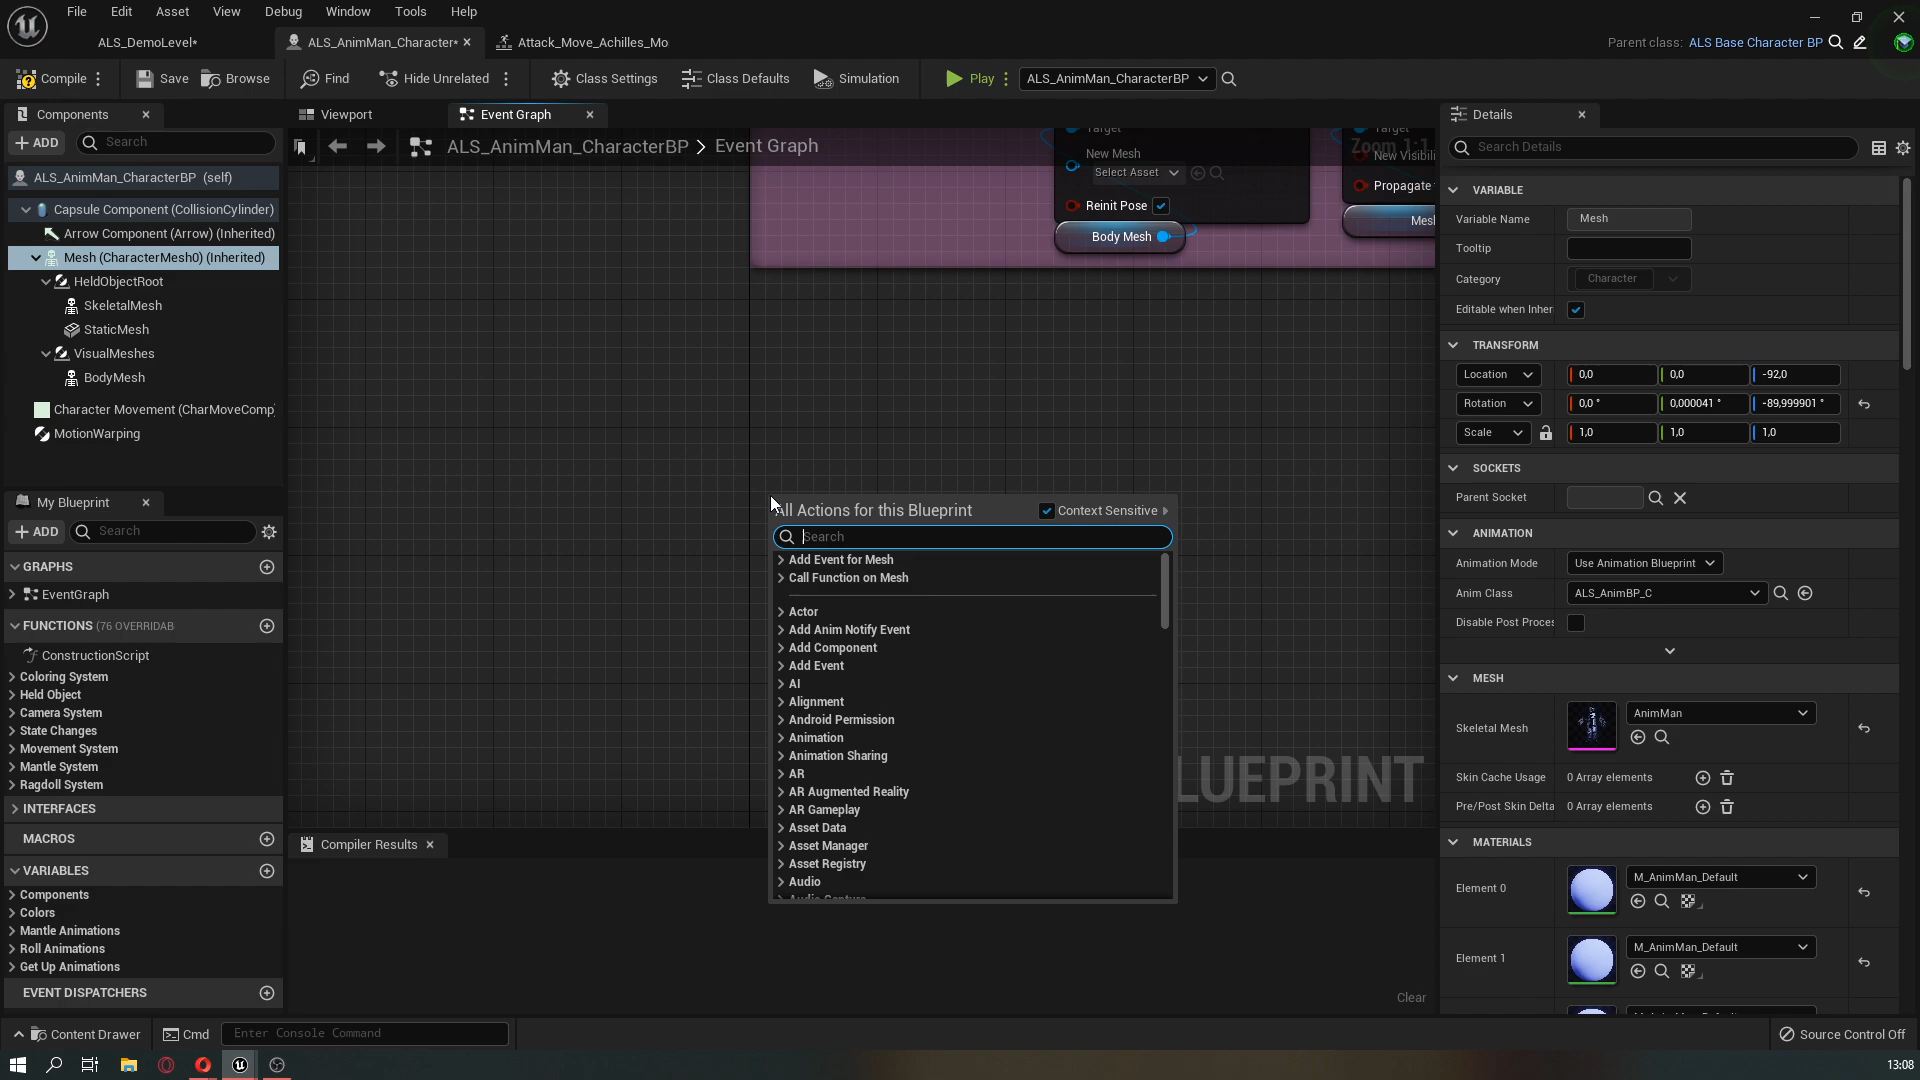 File Edit Asset View Debug Window Tools Help
ALS_DemoLevel* ALS_AnimMan_Character* Attack_Move_Achilles_Mo Parent class: ALS Base Character BP
Compile Save Browse Find Hide Unrelated Class Settings Class Defaults Simulation Play ALS_AnimMan_CharacterBP
Components
ADD Search
ALS_AnimMan_CharacterBP (self)
Capsule Component (CollisionCylinder)
Arrow Component (Arrow) (Inherited)
Mesh (CharacterMesh0) (Inherited)
HeldObjectRoot
SkeletalMesh
StaticMesh
VisualMeshes
BodyMesh
Character Movement (CharMoveComp)
MotionWarping
My Blueprint
ADD Search
GRAPHS
EventGraph
FUNCTIONS (76 OVERRIDAB
ConstructionScript
Coloring System
Held Object
Camera System
State Changes
Movement System
Mantle System
Ragdoll System
INTERFACES
MACROS
VARIABLES
Components
Colors
Mantle Animations
Roll Animations
Get Up Animations
EVENT DISPATCHERS
Viewport Event Graph
ALS_AnimMan_CharacterBP > Event Graph Zoom 1:1
Target
New Mesh
Select Asset
Reinit Pose
Body Mesh
Target
New Visibili
Propagate
Mesh
All Actions for this Blueprint Context Sensitive
Search
Add Event for Mesh
Call Function on Mesh
Actor
Add Anim Notify Event
Add Component
Add Event
AI
Alignment
Android Permission
Animation
Animation Sharing
AR
AR Augmented Reality
AR Gameplay
Asset Data
Asset Manager
Asset Registry
Audio
Audio Capture
LUEPRINT
Compiler Results
Clear
Details
Search Details
VARIABLE
Variable Name Mesh
Tooltip
Category Character
Editable when Inher
TRANSFORM
Location 0,0 0,0 -92,0
Rotation 0,0 ° 0,000041 ° -89,999901 °
Scale 1,0 1,0 1,0
SOCKETS
Parent Socket
ANIMATION
Animation Mode Use Animation Blueprint
Anim Class ALS_AnimBP_C
Disable Post Proces
MESH
Skeletal Mesh AnimMan
Skin Cache Usage 0 Array elements
Pre/Post Skin Delta 0 Array elements
MATERIALS
Element 0 M_AnimMan_Default
Element 1 M_AnimMan_Default
Content Drawer Cmd Enter Console Command Source Control Off
13:08